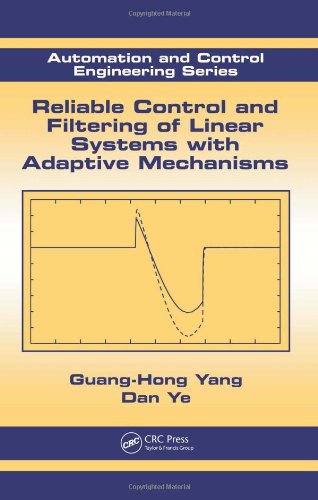 Automation and Control
Engineering Series
Reliable Control and
Filtering of Linear
Systems with
Adaptive Mechanisms
Guang-Hong Yang
Dan Ye
CRC
CRC Press
Taylor & Francis Group